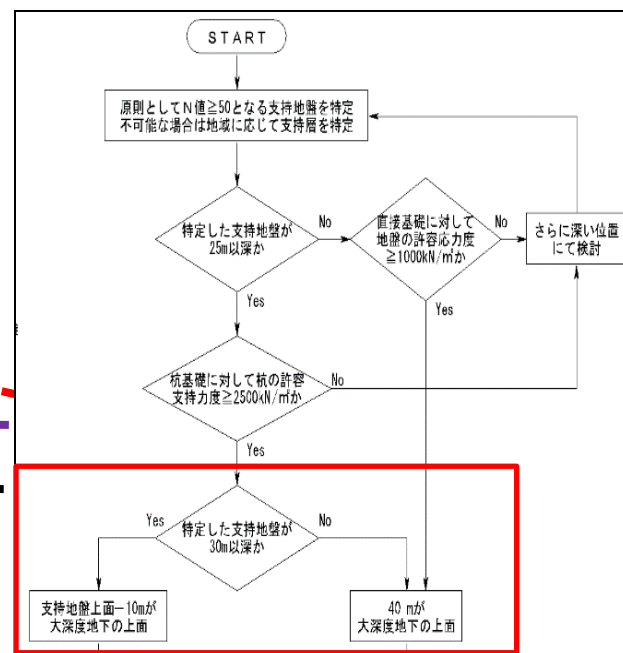 START
原則としてN値≧50となる支持地盤を特定
不可能な場合は地域に応じて支持層を特定
特定した支持地盤が
25m以深か
No
直接基礎に対して
地盤の許容応力度
≧1000kN/㎡か
No
さらに深い位置
にて検討
Yes
Yes
杭基礎に対して杭の許容
支持力度≧2500kN/㎡か
No
Yes
特定した支持地盤が
30m以深か
Yes
No
支持地盤上面－10mが
大深度地下の上面
40 mが
大深度地下の上面